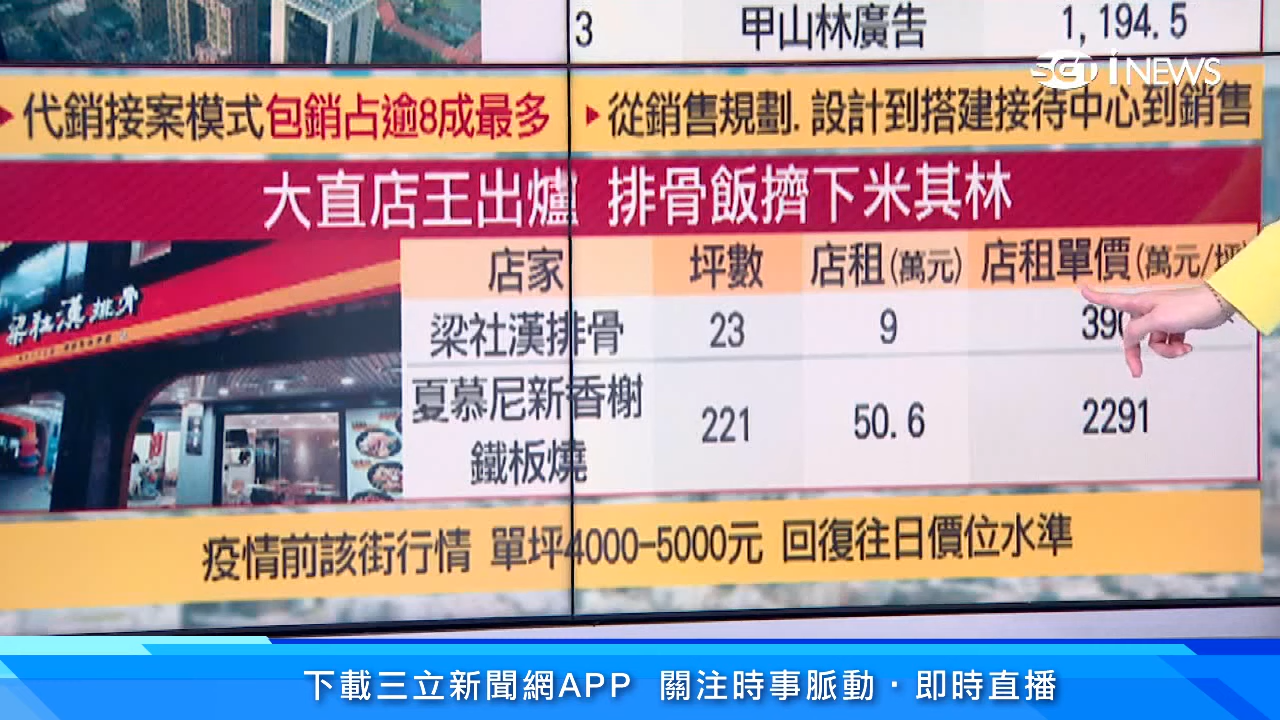 3 甲山林廣告 1,194.5
SET iNEWS
代銷接案模式包銷占逾8成最多
從銷售規劃.設計到搭建接待中心到銷售
大直店王出爐 排骨飯擠下米其林
店家 坪數 店租(萬元) 店租單價(萬元/坪)
梁社漢排骨 23 9 390
夏慕尼新香榭鐵板燒 221 50.6 2291
梁社漢排骨
疫情前該街行情 單坪4000-5000元 回復往日價位水準
下載三立新聞網APP 關注時事脈動・即時直播